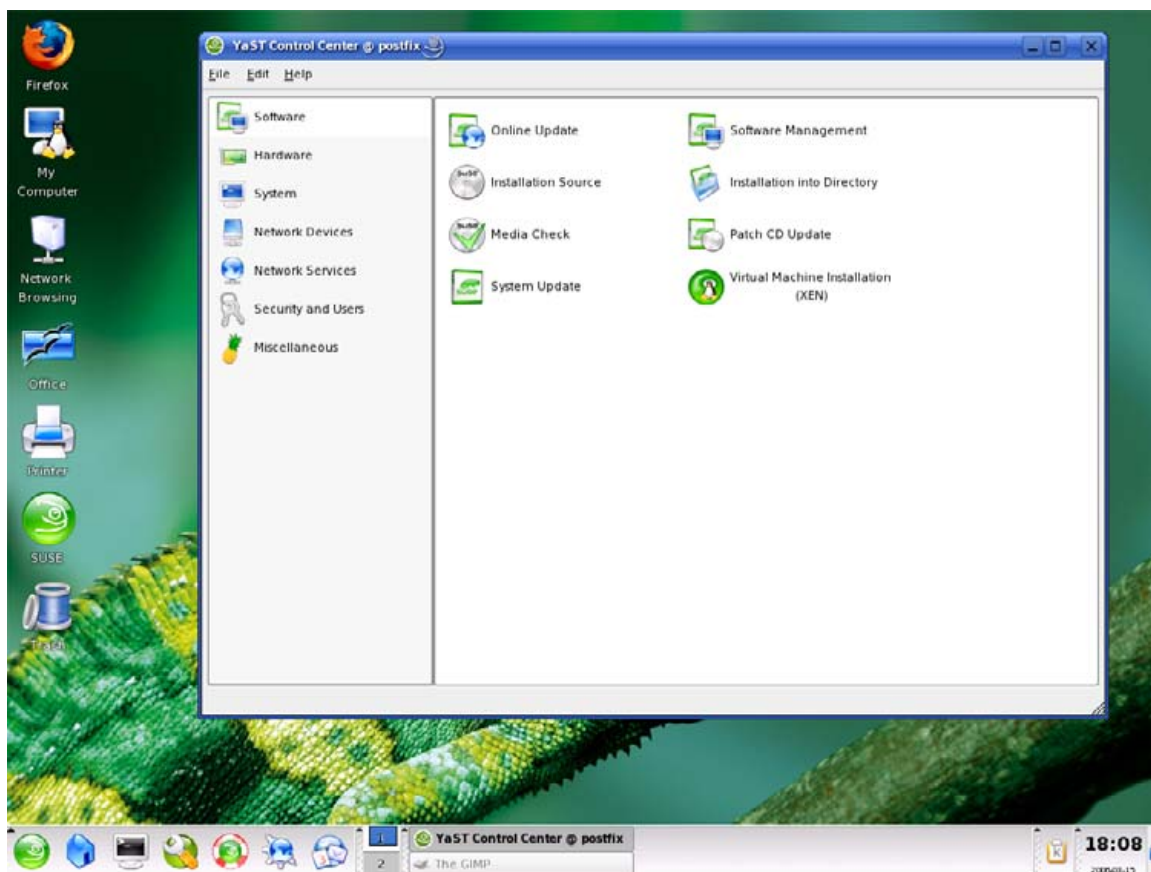 Firefox
My
Computer
Network
Browsing
Office
Printer
SUSE
Trash
YaST Control Center @ postfix
File Edit Help
Software
Hardware
System
Network Devices
Network Services
Security and Users
Miscellaneous
Online Update
Software Management
Installation Source
Installation into Directory
Media Check
Patch CD Update
System Update
Virtual Machine Installation
(XEN)
1
2
YaST Control Center @ postfix
The GIMP
18:08